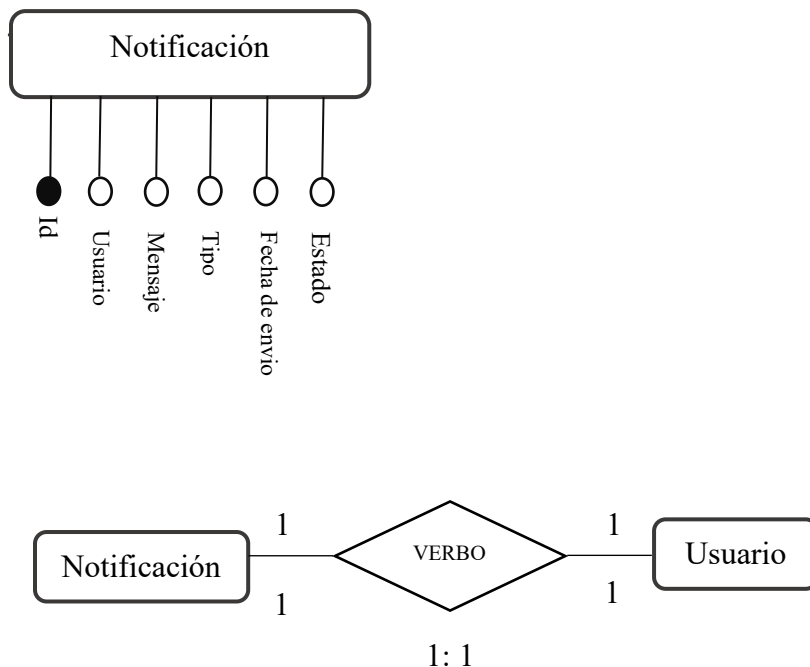 Notificación
Id
Usuario
Mensaje
Tipo
Fecha de envio
Estado
1
1
Notificación
VERBO
Usuario
1
1
1: 1